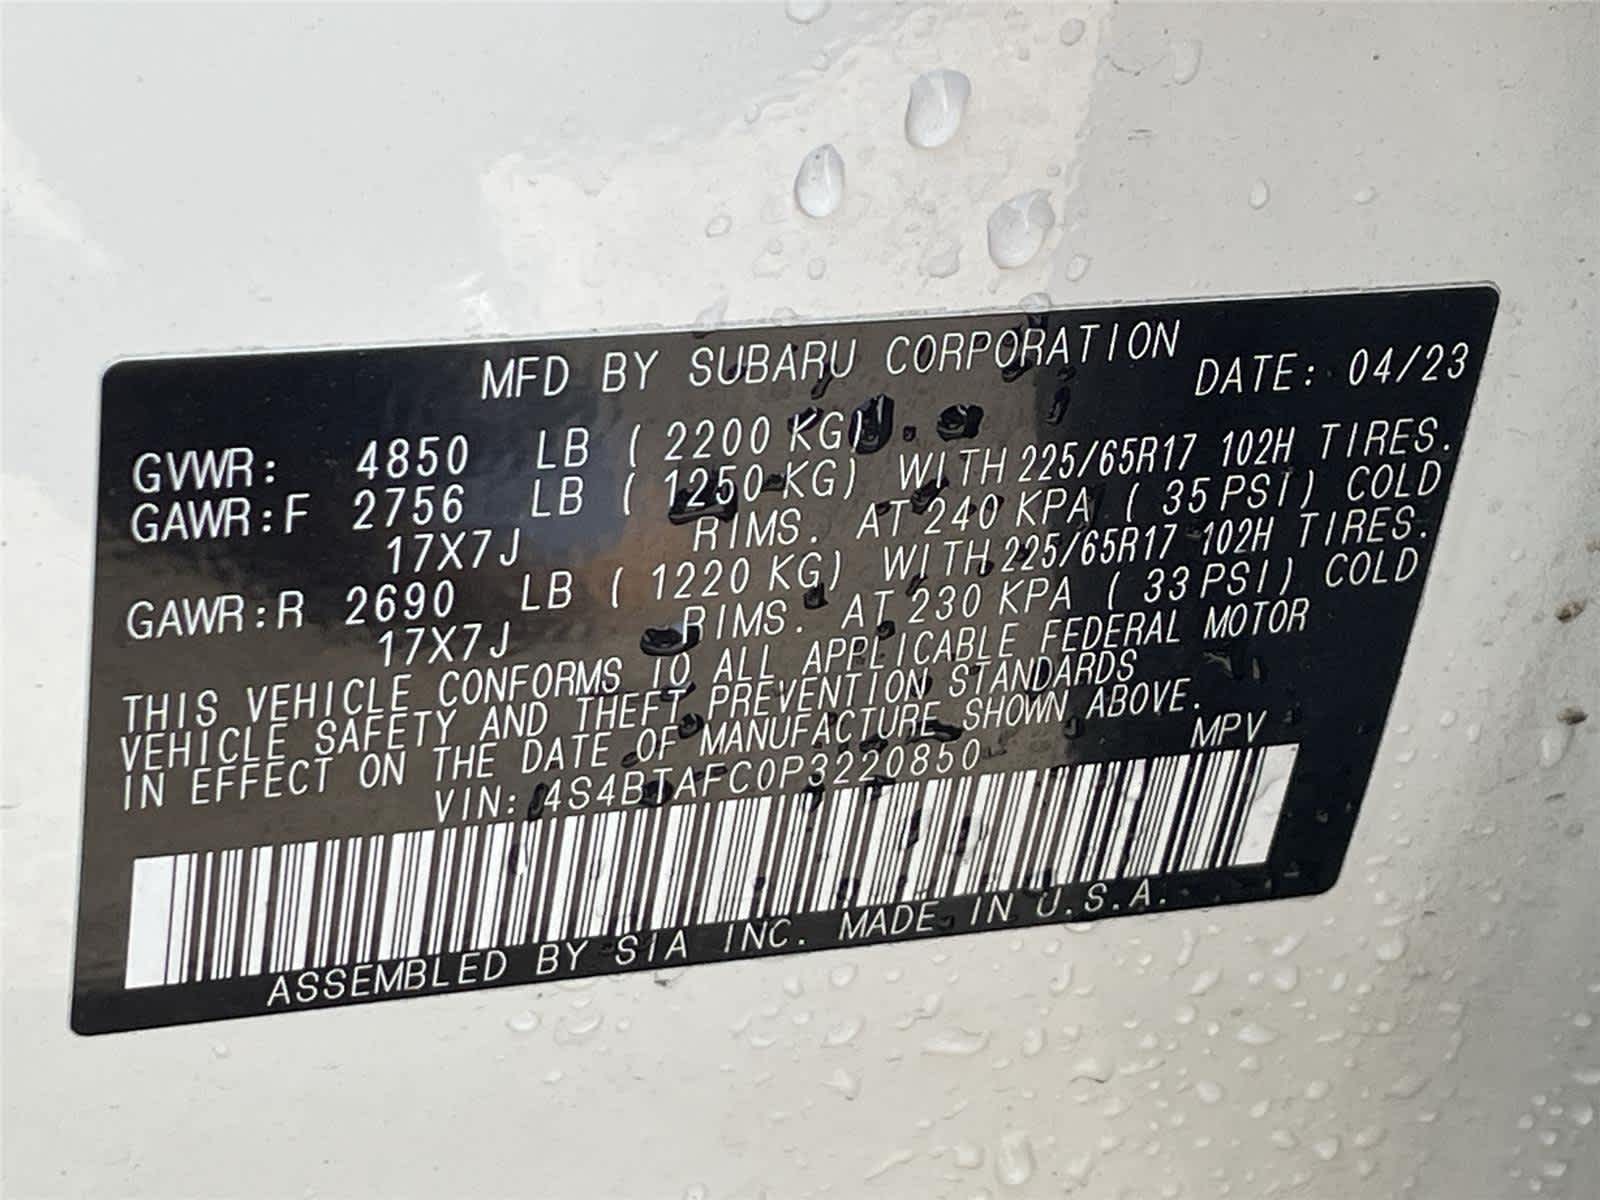 MFD BY SUBARU CORPORATION
DATE: 04/23
GVWR: 4850 LB ( 2200 KG)
GAWR:F 2756 LB ( 1250 KG) WITH 225/65R17 102H TIRES.
17X7J RIMS. AT 240 KPA ( 35 PSI) COLD
GAWR:R 2690 LB ( 1220 KG) WITH 225/65R17 102H TIRES.
17X7J RIMS. AT 230 KPA ( 33 PSI) COLD
THIS VEHICLE CONFORMS TO ALL APPLICABLE FEDERAL MOTOR
VEHICLE SAFETY AND THEFT PREVENTION STANDARDS
IN EFFECT ON THE DATE OF MANUFACTURE SHOWN ABOVE.
VIN: 4S4BTAFC0P3220850 MPV
ASSEMBLED BY SIA INC. MADE IN U.S.A.